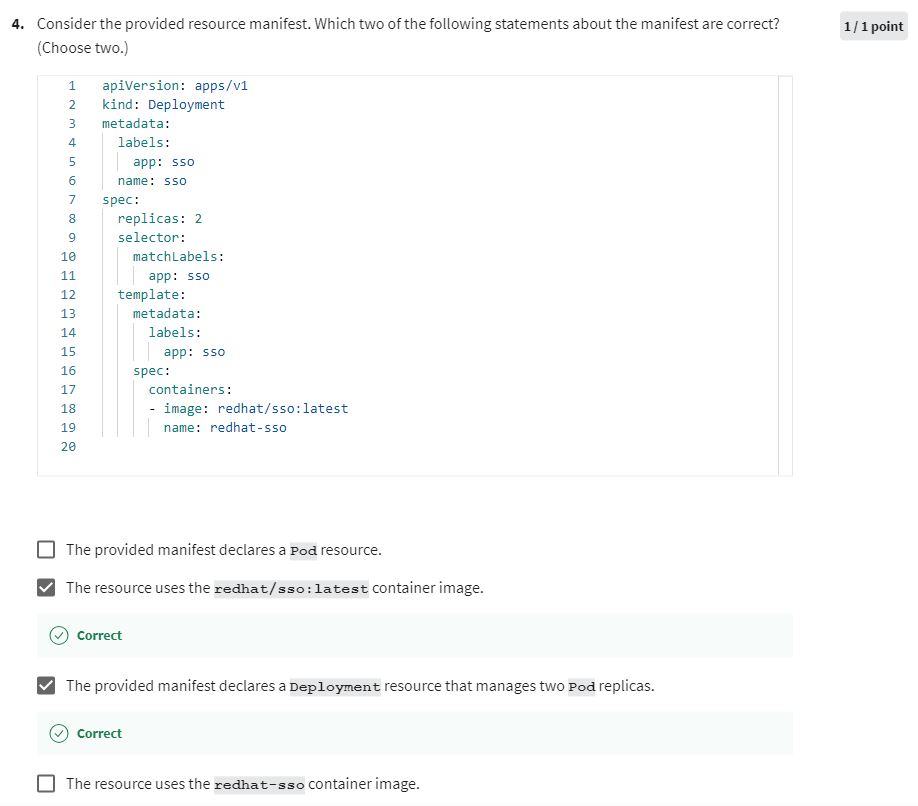 4. Consider the provided resource manifest. Which two of the following statements about the manifest are correct?
(Choose two.)
1 / 1 point
1 apiVersion: apps/v1
2 kind: Deployment
3 metadata:
4   labels:
5     app: sso
6   name: sso
7 spec:
8   replicas: 2
9   selector:
10     matchLabels:
11       app: sso
12   template:
13     metadata:
14       labels:
15         app: sso
16     spec:
17       containers:
18       - image: redhat/sso:latest
19         name: redhat-sso
20
The provided manifest declares a Pod resource.
The resource uses the redhat/sso:latest container image.
Correct
The provided manifest declares a Deployment resource that manages two Pod replicas.
Correct
The resource uses the redhat-sso container image.